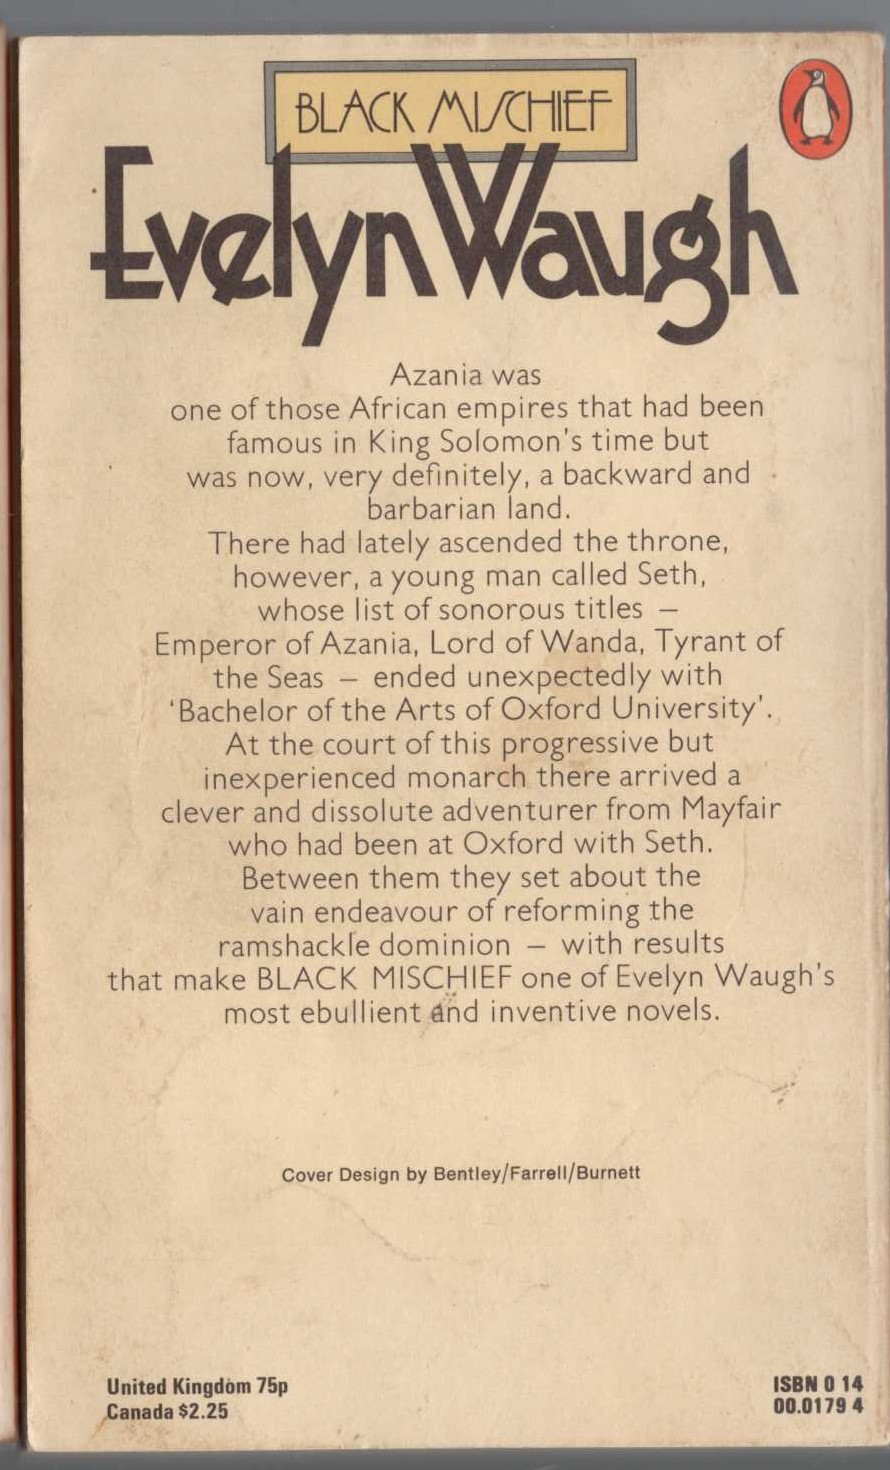 BLACK MISCHIEF
Evelyn Waugh
Azania was
one of those African empires that had been
famous in King Solomon's time but
was now, very definitely, a backward and
barbarian land.
There had lately ascended the throne,
however, a young man called Seth,
whose list of sonorous titles –
Emperor of Azania, Lord of Wanda, Tyrant of
the Seas – ended unexpectedly with
'Bachelor of the Arts of Oxford University'.
At the court of this progressive but
inexperienced monarch there arrived a
clever and dissolute adventurer from Mayfair
who had been at Oxford with Seth.
Between them they set about the
vain endeavour of reforming the
ramshackle dominion – with results
that make BLACK MISCHIEF one of Evelyn Waugh's
most ebullient and inventive novels.
Cover Design by Bentley/Farrell/Burnett
United Kingdom 75p
Canada $2.25
ISBN 0 14
00.0179 4